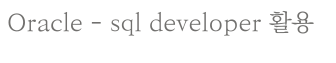 Oracle - sql developer 활용